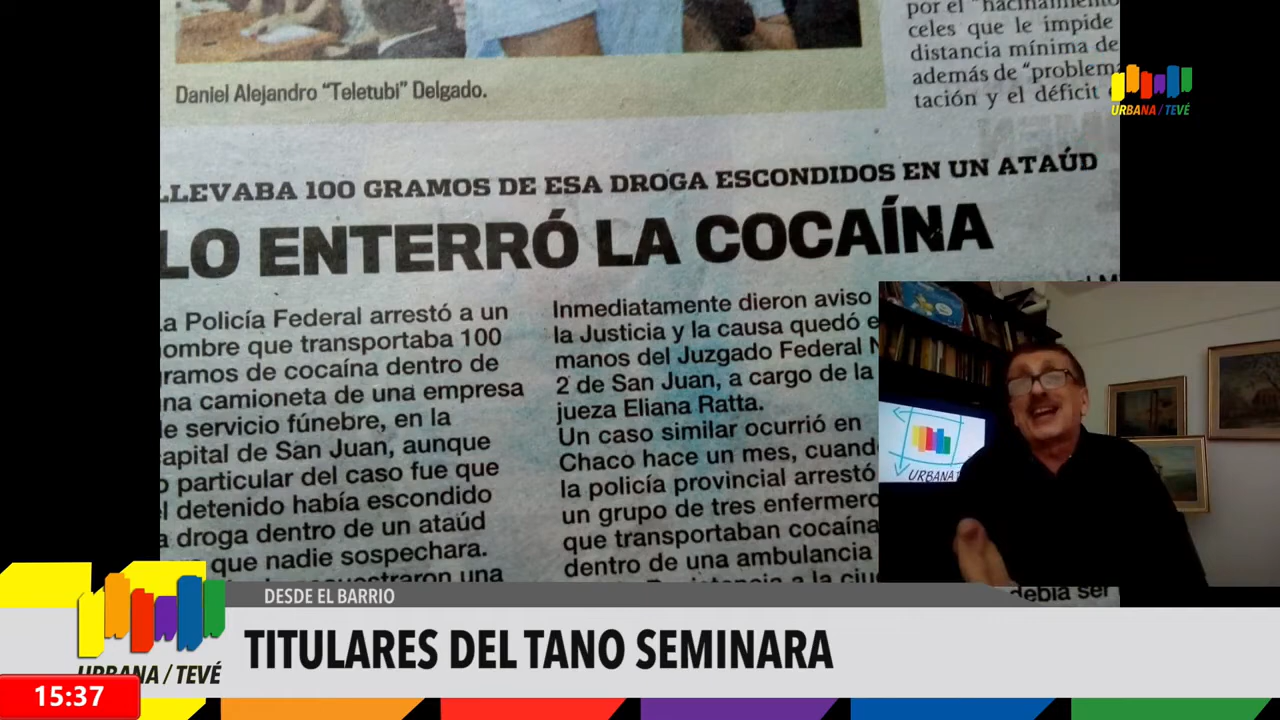 por el "hacinamiento
celes que le impide
distancia mínima de
además de "problema
tación y el déficit
Daniel Alejandro "Teletubi" Delgado.
URBANA / TEVÉ
LLEVABA 100 GRAMOS DE ESA DROGA ESCONDIDOS EN UN ATAÚD
LO ENTERRÓ LA COCAÍNA
La Policía Federal arrestó a un
ombre que transportaba 100
gramos de cocaína dentro de
na camioneta de una empresa
de servicio fúnebre, en la
capital de San Juan, aunque
o particular del caso fue que
el detenido había escondido
a droga dentro de un ataúd
que nadie sospechara.
una
Inmediatamente dieron aviso
la Justicia y la causa quedó e
manos del Juzgado Federal N
2 de San Juan, a cargo de la
jueza Eliana Ratta.
Un caso similar ocurrió en
Chaco hace un mes, cuand
la policía provincial arrestó
un grupo de tres enfermero
que transportaban cocaína
dentro de una ambulancia
a la ciu
debía ser
URBANA
DESDE EL BARRIO
TITULARES DEL TANO SEMINARA
URBANA / TEVÉ
15:37